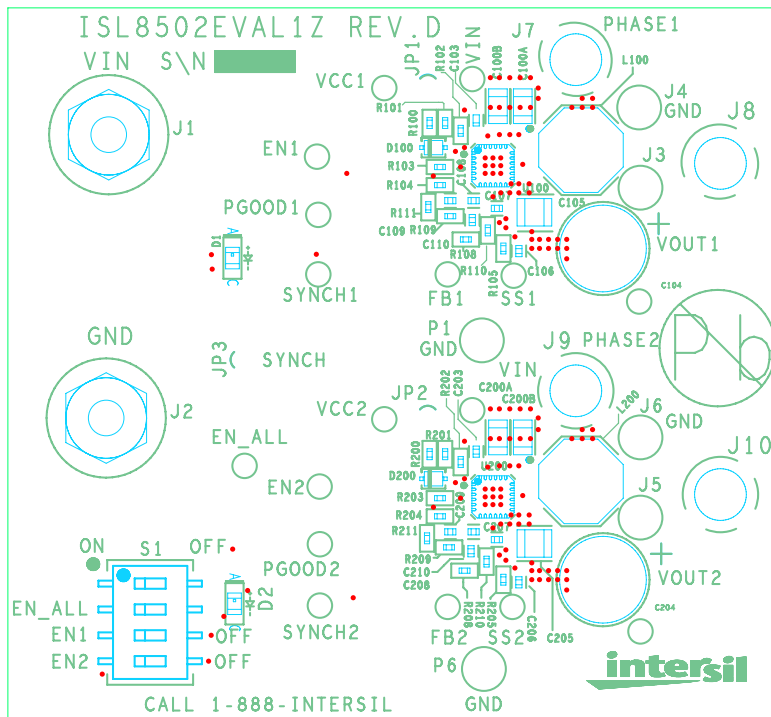 ISL8502EVAL1Z REV.D
VIN S\N
J7
PHASE1
JP1
R102
C103
VIN
C100B
C100A
L100
VCC1
J4
GND
J1
J8
R101
R100
EN1
D100
J3
R103
C108
R104
C107
U100
PGOOD1
R111
C105
R109
C109
C110
VOUT1
D1
A
C
R108
R110
R105
C106
C104
SYNCH1
FB1
SS1
P1
GND
Pb
GND
J9
PHASE2
JP3
SYNCH
VIN
R202
C203
C200A
JP2
C200B
L200
J2
VCC2
J6
GND
EN_ALL
R201
R200
J10
U200
D200
EN2
R203
J5
R204
C207
R211
ON
S1
OFF
R209
PGOOD2
C210
C208
VOUT2
A
D2
C
EN_ALL
EN1
OFF
EN2
OFF
R208
R210
R205
C206
C205
C204
SYNCH2
FB2
SS2
P6
GND
intersil
CALL 1-888-INTERSIL